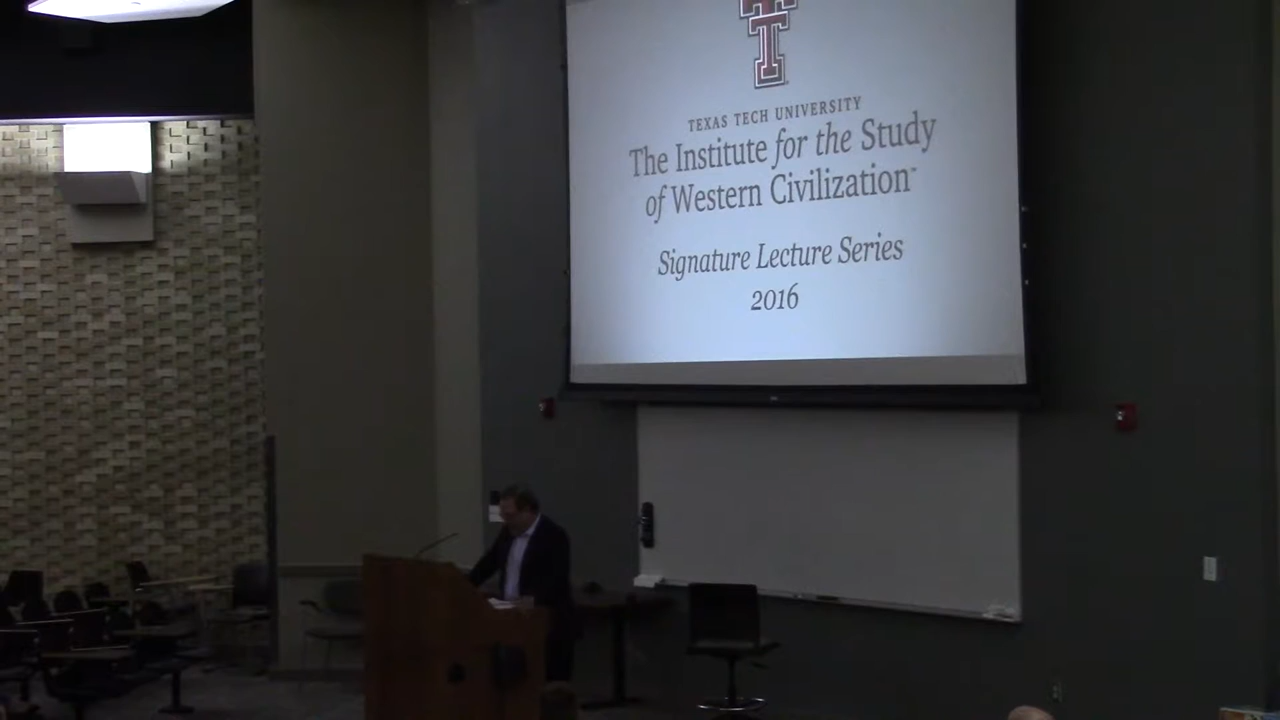 TEXAS TECH UNIVERSITY
The Institute for the Study
of Western Civilization™
Signature Lecture Series
2016